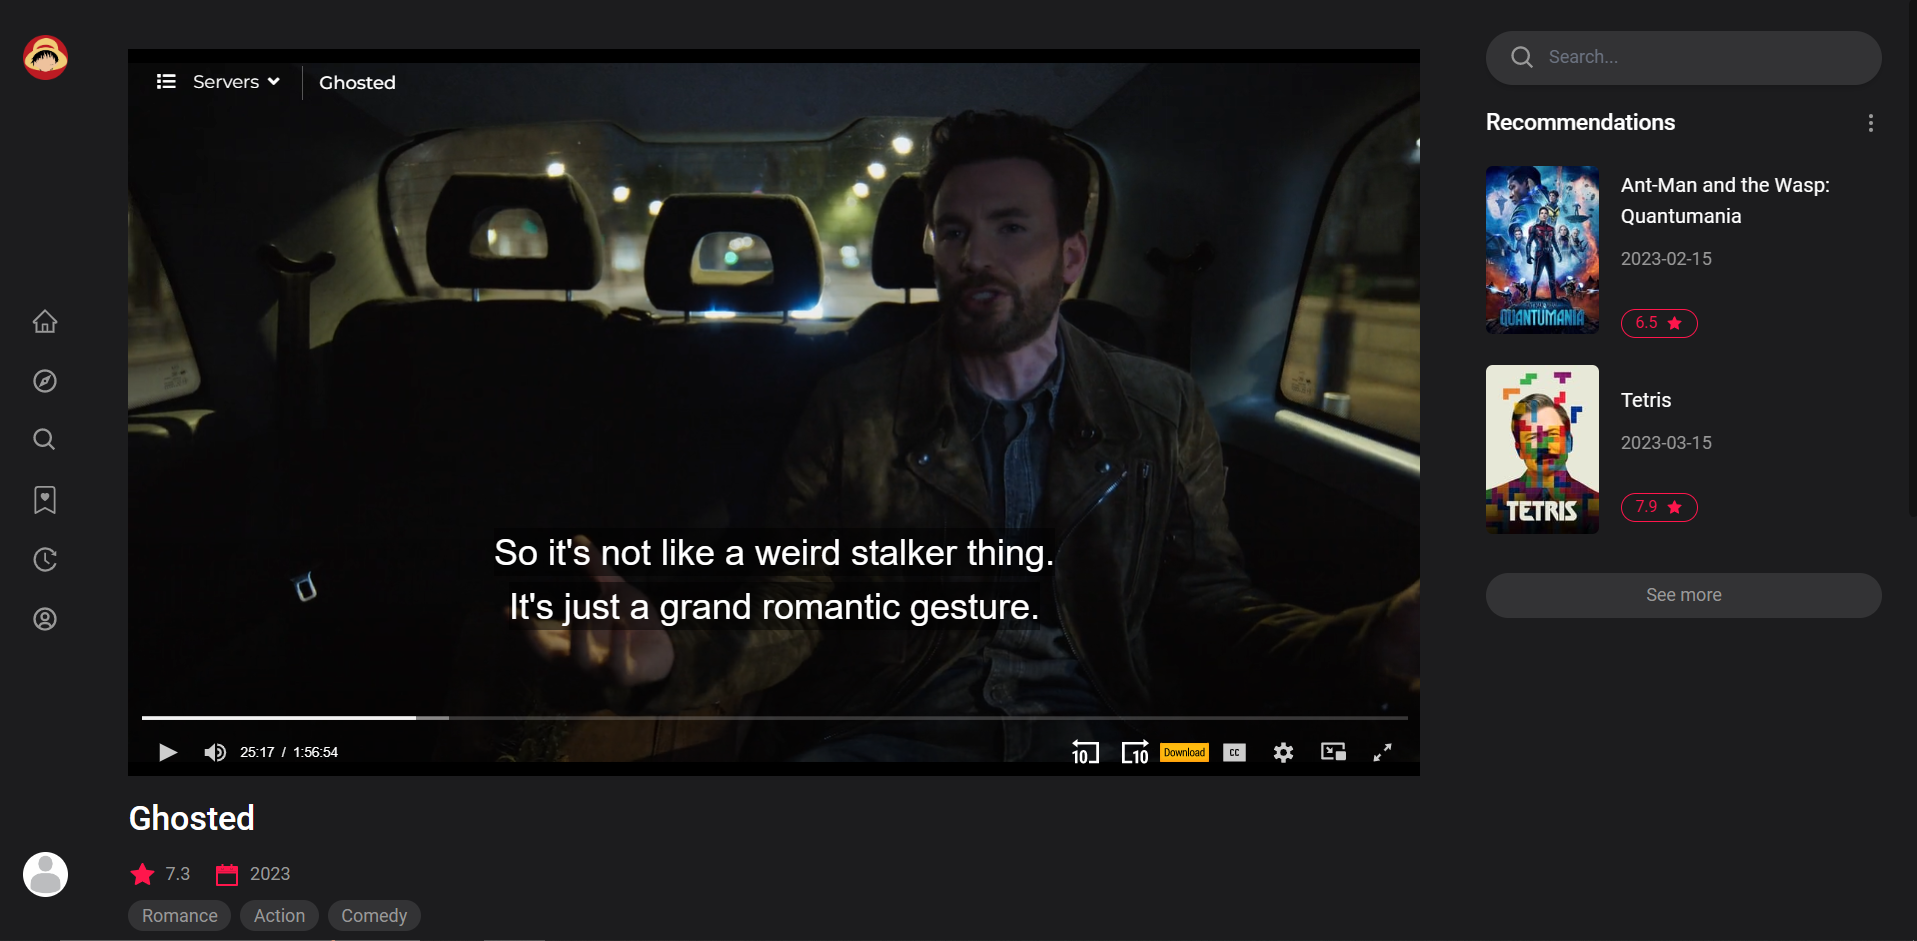 Servers
Ghosted
So it's not like a weird stalker thing.
It's just a grand romantic gesture.
25:17 / 1:56:54
10
10
Download
CC
Ghosted
7.3
2023
Romance
Action
Comedy
Search...
Recommendations
QUANTUMANIA
Ant-Man and the Wasp:
Quantumania
2023-02-15
6.5
TETRIS
Tetris
2023-03-15
7.9
See more